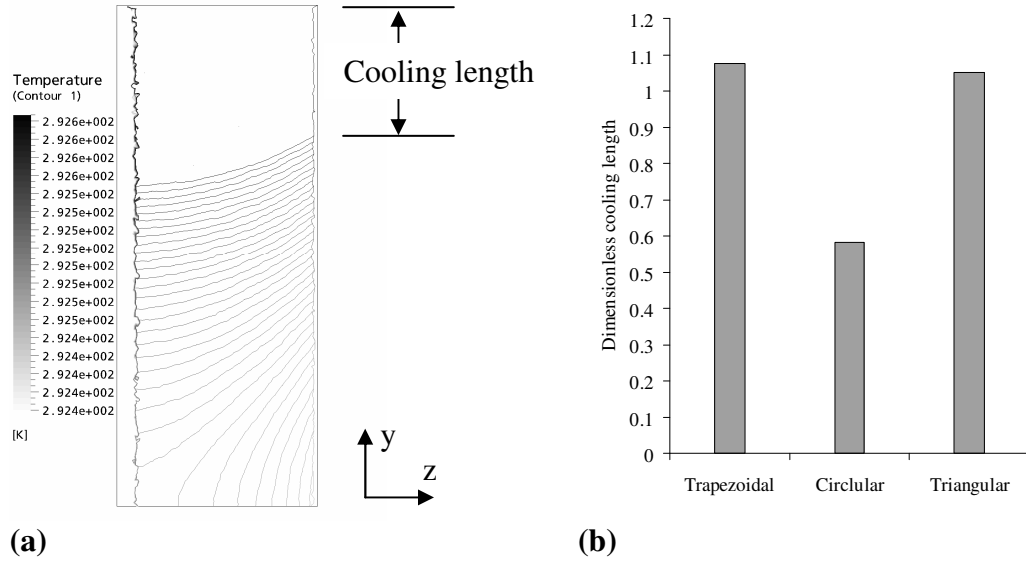 Temperature
(Contour 1)
2.926e+002
2.926e+002
2.926e+002
2.926e+002
2.925e+002
2.925e+002
2.925e+002
2.925e+002
2.925e+002
2.925e+002
2.925e+002
2.925e+002
2.924e+002
2.924e+002
2.924e+002
2.924e+002
2.924e+002
[K]
Cooling length
y
z
(a)
Dimensionless cooling length
1.2
1.1
1
0.9
0.8
0.7
0.6
0.5
0.4
0.3
0.2
0.1
0
Trapezoidal
Circlular
Triangular
(b)